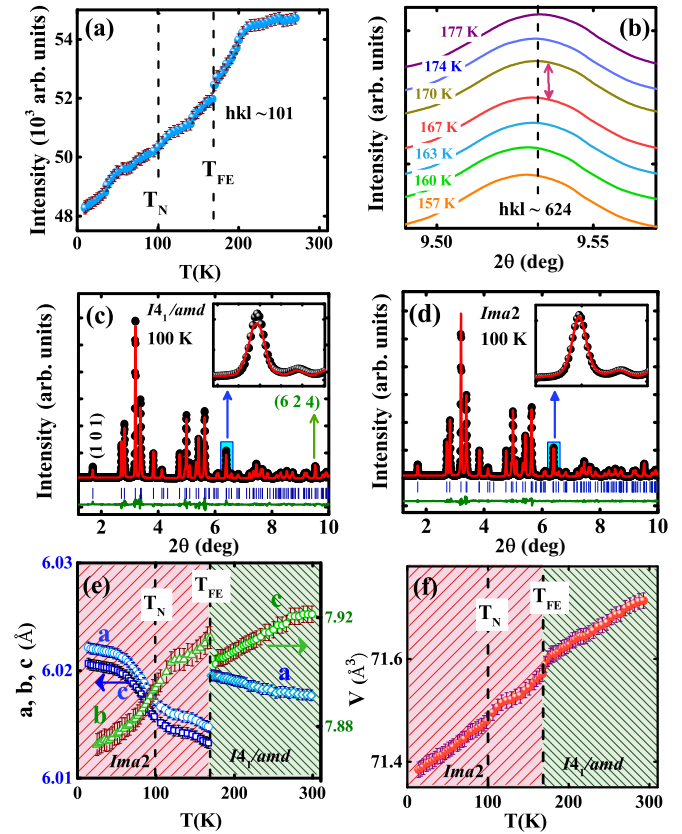 (a)
T_N
T_FE
hkl ~101
54
52
50
48
0
100
200
300
Intensity (10³ arb. units)
T(K)
(b)
177 K
174 K
170 K
167 K
163 K
160 K
157 K
hkl ~ 624
9.50
9.55
Intensity (arb. units)
2θ (deg)
(c)
I4₁/amd
100 K
(1 0 1)
(6 2 4)
2
4
6
8
10
Intensity (arb. units)
2θ (deg)
(d)
Ima2
100 K
2
4
6
8
10
Intensity (arb. units)
2θ (deg)
(e)
T_N
T_FE
a
c
b
c
a
Ima2
I4₁/amd
6.03
6.02
6.01
7.92
7.88
0
100
200
300
a, b, c (Å)
T(K)
(f)
T_N
T_FE
Ima2
I4₁/amd
71.6
71.4
0
100
200
300
V (Å³)
T(K)